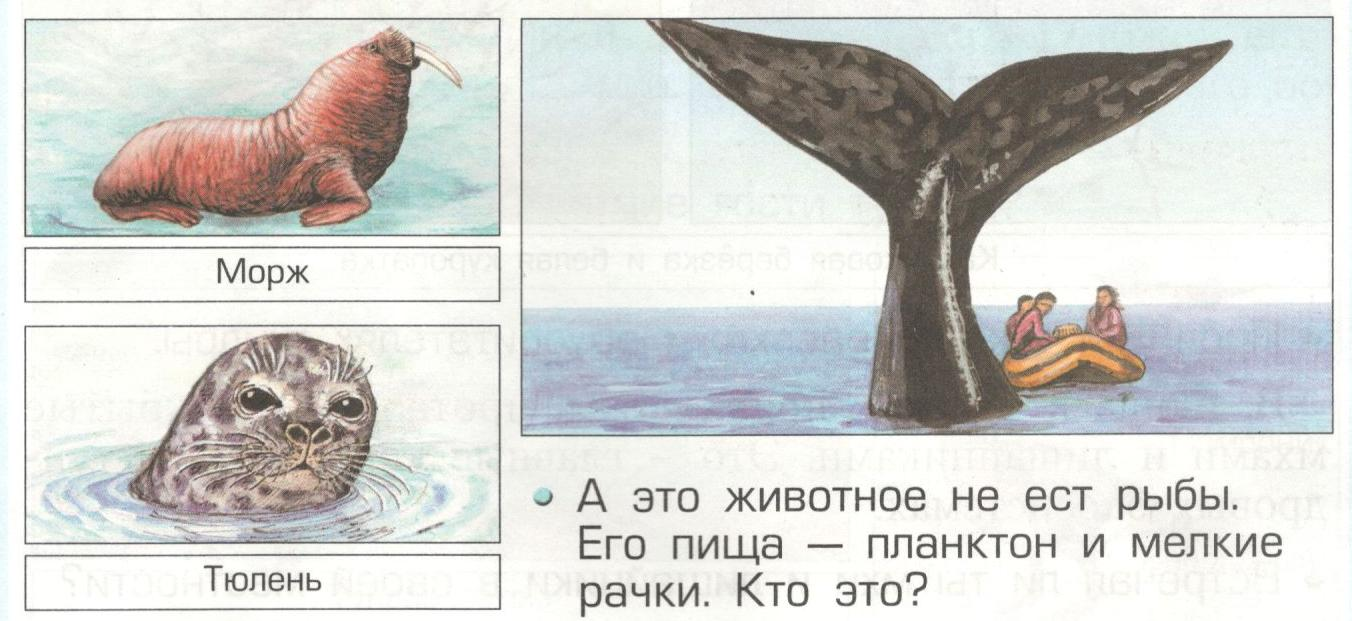 Морж
Тюлень
А это животное не ест рыбы.
Его пища — планктон и мелкие
рачки. Кто это?